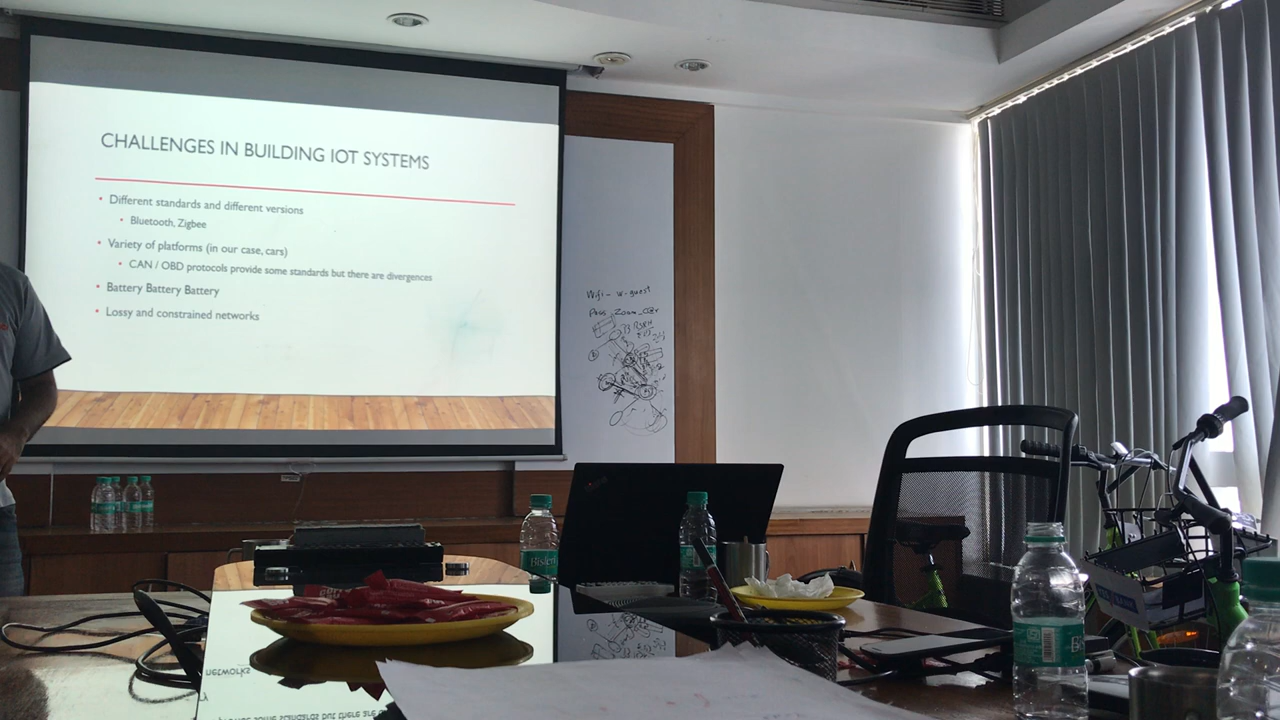 CHALLENGES IN BUILDING IOT SYSTEMS
• Different standards and different versions
• Bluetooth, Zigbee
• Variety of platforms (in our case, cars)
• CAN / OBD protocols provide some standards but there are divergences
• Battery Battery Battery
• Lossy and constrained networks
Wifi - w-guest
Bisleri